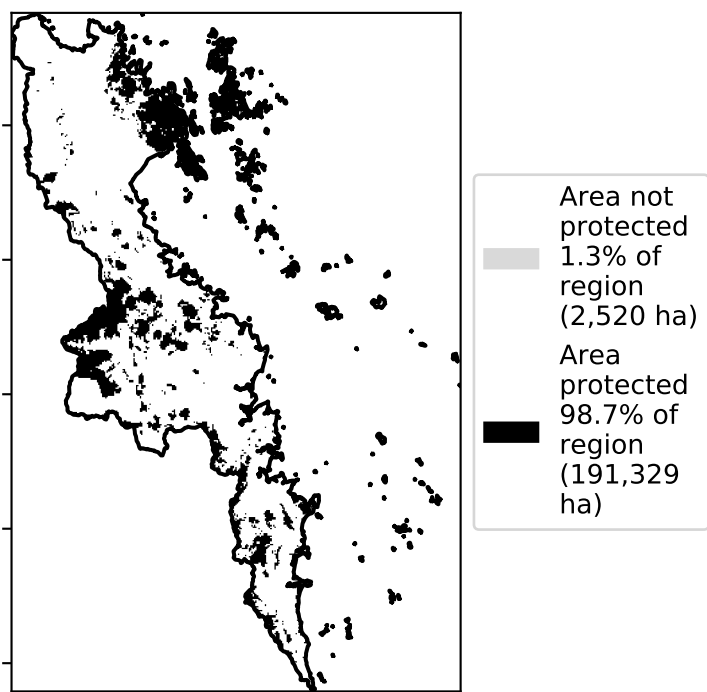 Area not
protected
1.3% of
region
(2,520 ha)
Area
protected
98.7% of
region
(191,329
ha)